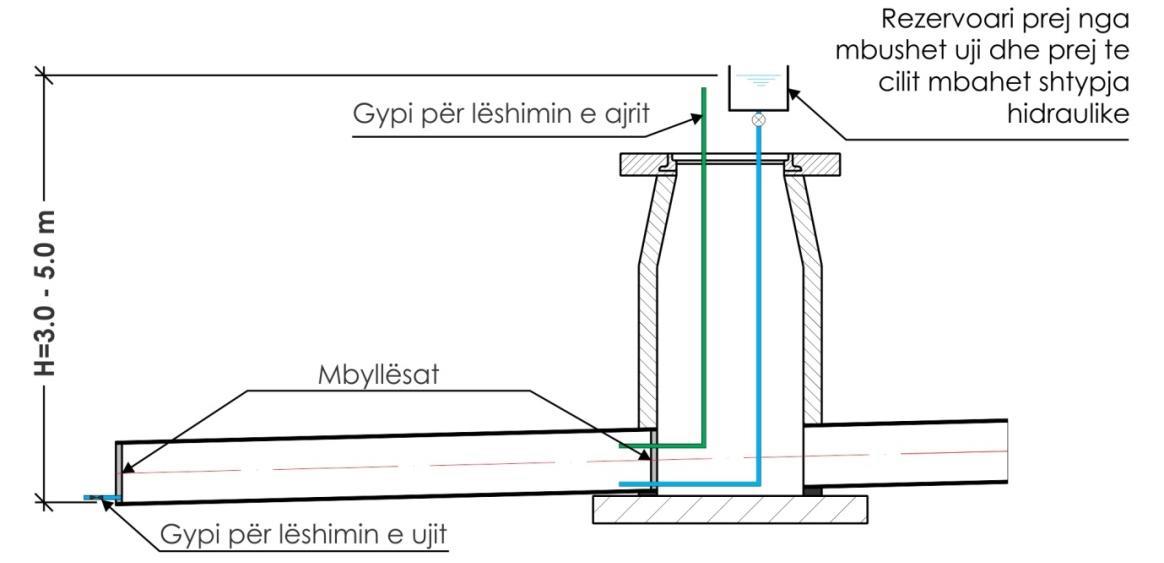 Rezervoari prej nga
mbushet uji dhe prej te
cilit mbahet shtypja
hidraulike
Gypi për lëshimin e ajrit
H=3.0 - 5.0 m
Mbyllësat
Gypi për lëshimin e ujit